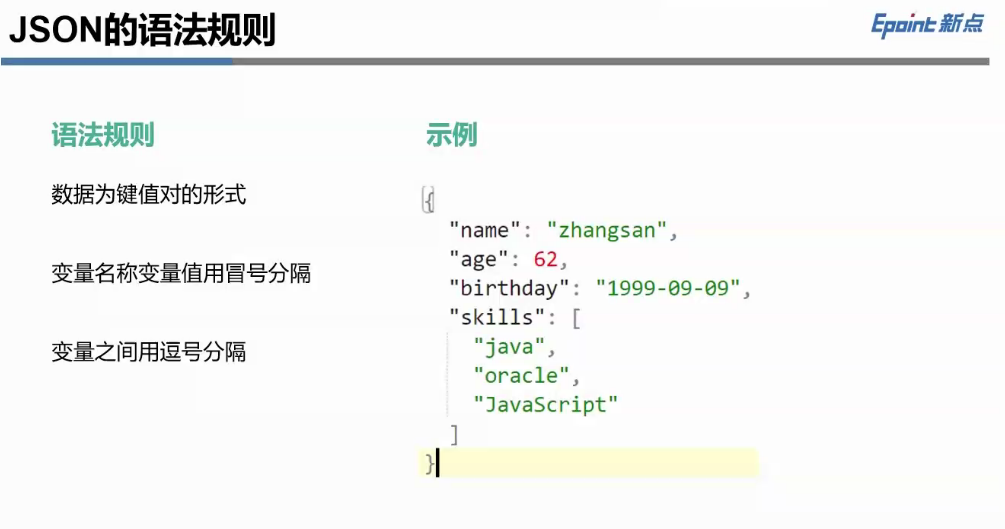 JSON的语法规则
Epoint新点
语法规则
数据为键值对的形式
变量名称变量值用冒号分隔
变量之间用逗号分隔
示例
{
"name": "zhangsan",
"age": 62,
"birthday": "1999-09-09",
"skills": [
"java",
"oracle",
"JavaScript"
]
}